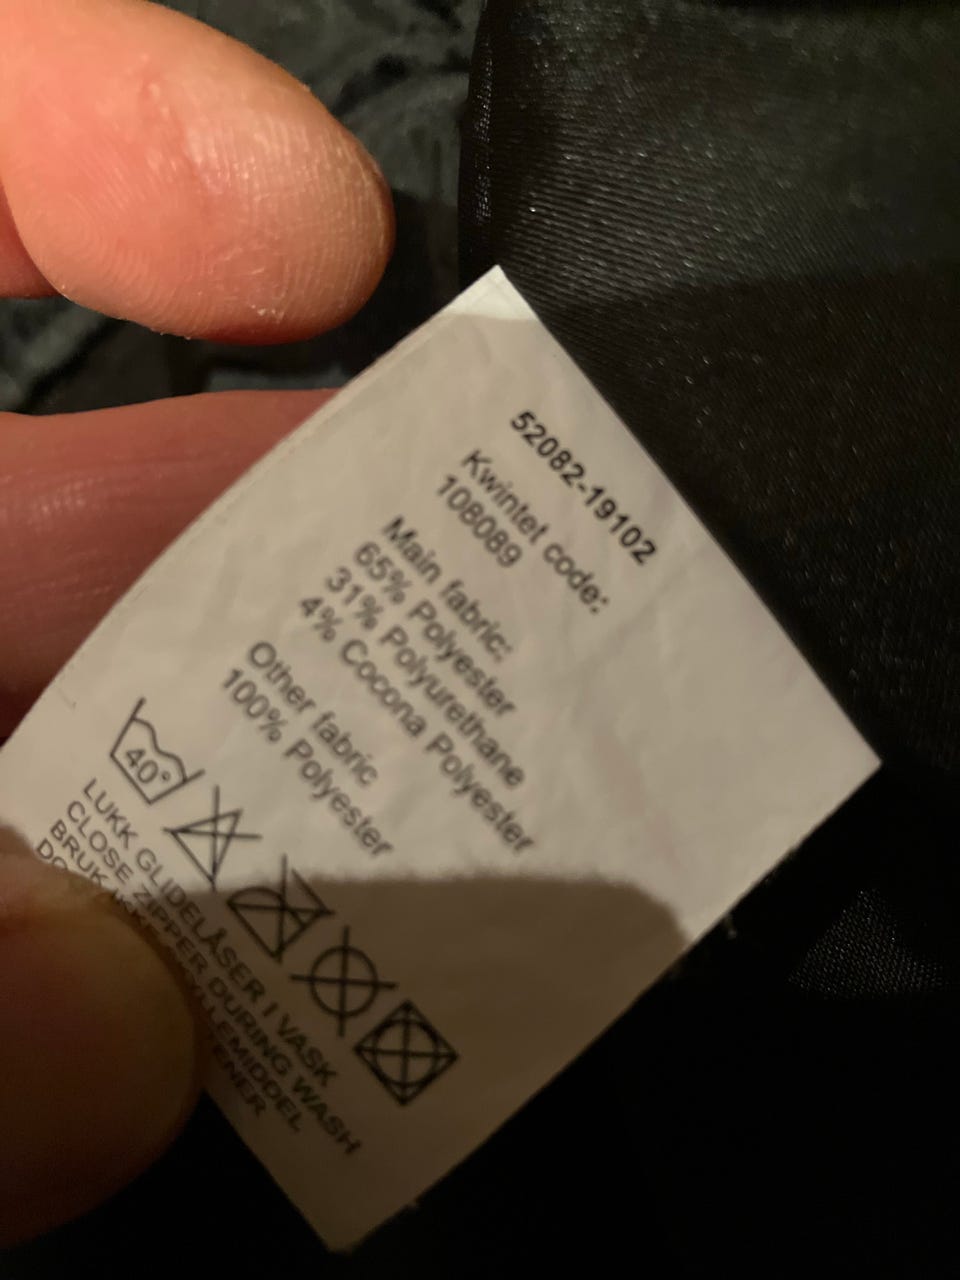 52082-19102
Kwintet code:
108089
Main fabric:
65% Polyester
31% Polyurethane
4% Cocona Polyester
Other fabric
100% Polyester
40°
LUKK GLIDELÅSER I VASK
CLOSE ZIPPER DURING WASH
BRUK